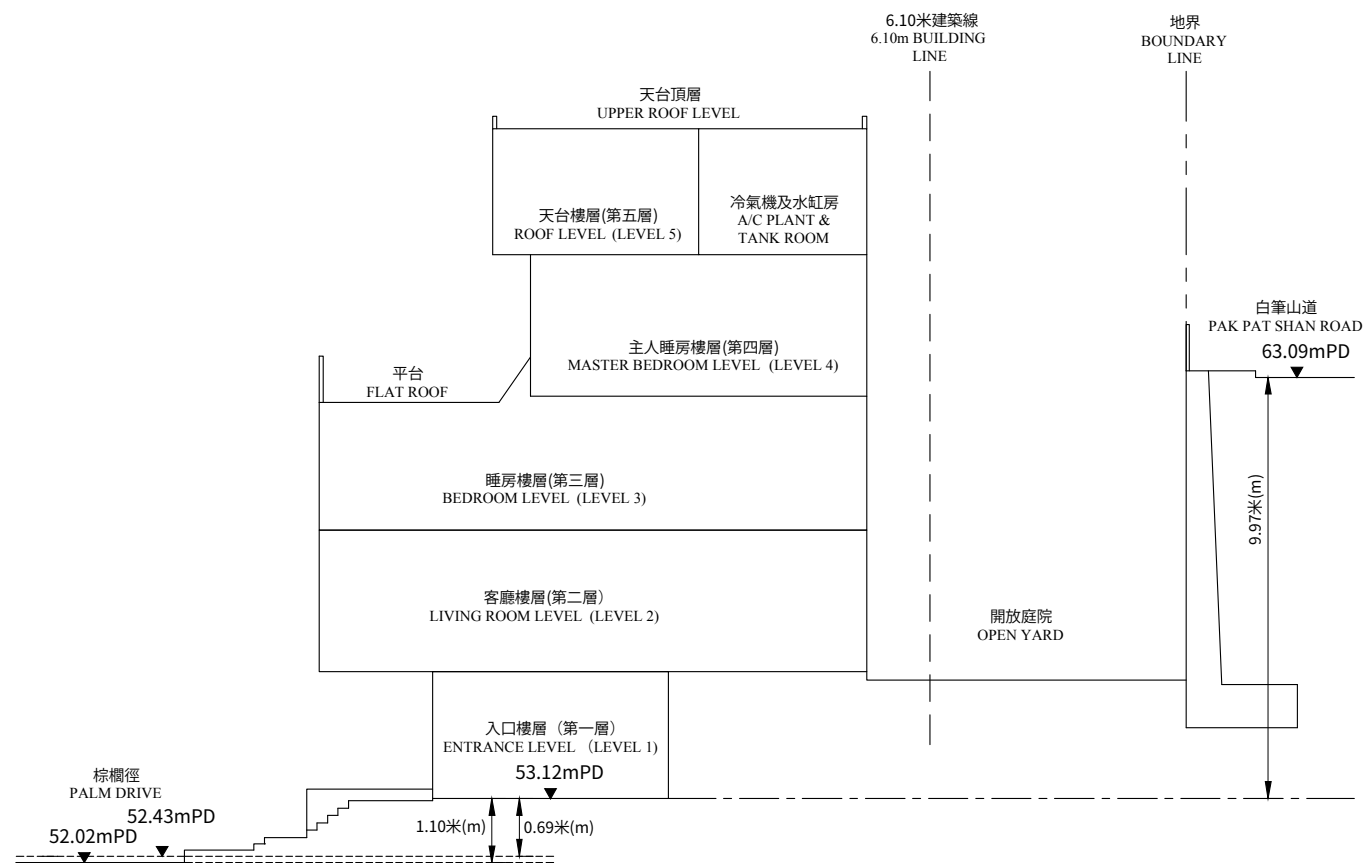 6.10米建築線
6.10m BUILDING
LINE
地界
BOUNDARY
LINE
天台頂層
UPPER ROOF LEVEL
天台樓層(第五層)
ROOF LEVEL (LEVEL 5)
冷氣機及水缸房
A/C PLANT &
TANK ROOM
白筆山道
PAK PAT SHAN ROAD
63.09mPD
主人睡房樓層(第四層)
MASTER BEDROOM LEVEL (LEVEL 4)
平台
FLAT ROOF
睡房樓層(第三層)
BEDROOM LEVEL (LEVEL 3)
9.97米(m)
客廳樓層(第二層）
LIVING ROOM LEVEL (LEVEL 2)
開放庭院
OPEN YARD
入口樓層（第一層）
ENTRANCE LEVEL （LEVEL 1)
53.12mPD
棕櫚徑
PALM DRIVE
52.43mPD
52.02mPD
1.10米(m)
0.69米(m)